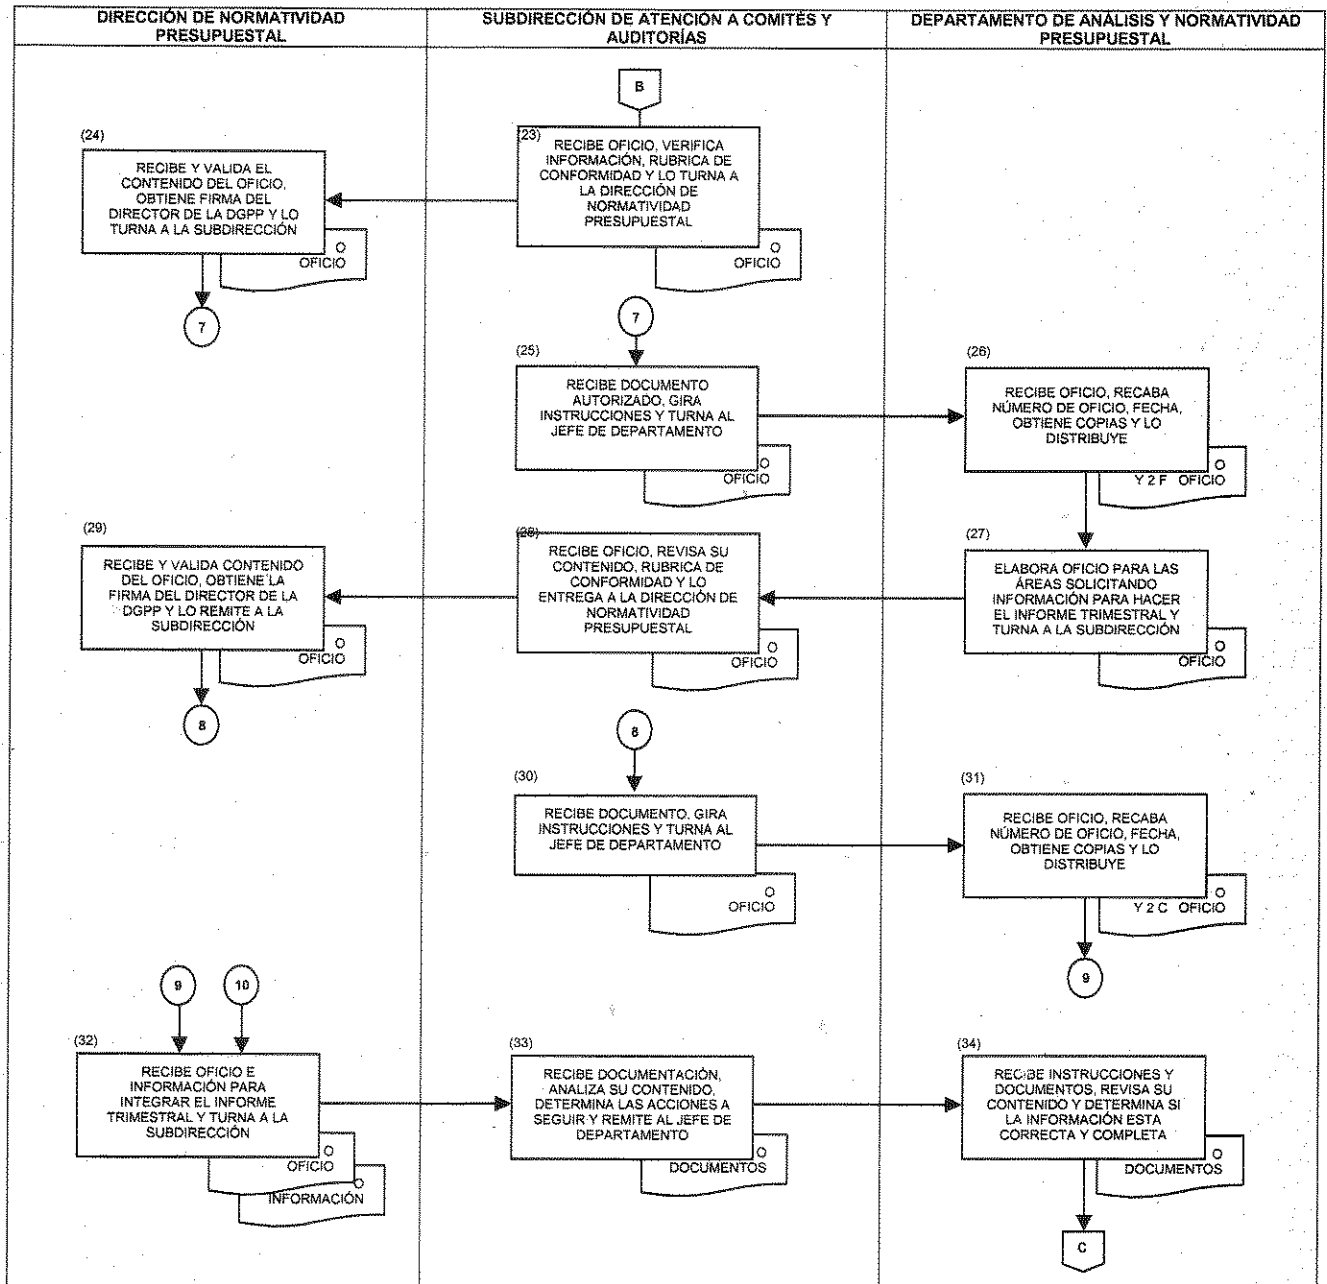 DIRECCIÓN DE NORMATIVIDAD
PRESUPUESTAL
SUBDIRECCIÓN DE ATENCIÓN A COMITÉS Y
AUDITORÍAS
DEPARTAMENTO DE ANÁLISIS Y NORMATIVIDAD
PRESUPUESTAL
B
(23)
RECIBE OFICIO, VERIFICA
INFORMACIÓN, RUBRICA DE
CONFORMIDAD Y LO TURNA A
LA DIRECCIÓN DE
NORMATIVIDAD
PRESUPUESTAL
O
OFICIO
(24)
RECIBE Y VALIDA EL
CONTENIDO DEL OFICIO,
OBTIENE FIRMA DEL
DIRECTOR DE LA DGPP Y LO
TURNA A LA SUBDIRECCIÓN
O
OFICIO
7
7
(25)
RECIBE DOCUMENTO
AUTORIZADO, GIRA
INSTRUCCIONES Y TURNA AL
JEFE DE DEPARTAMENTO
O
OFICIO
(26)
RECIBE OFICIO, RECABA
NÚMERO DE OFICIO, FECHA,
OBTIENE COPIAS Y LO
DISTRIBUYE
O
Y 2 F OFICIO
(27)
ELABORA OFICIO PARA LAS
ÁREAS SOLICITANDO
INFORMACIÓN PARA HACER
EL INFORME TRIMESTRAL Y
TURNA A LA SUBDIRECCIÓN
O
OFICIO
(28)
RECIBE OFICIO, REVISA SU
CONTENIDO, RUBRICA DE
CONFORMIDAD Y LO
ENTREGA A LA DIRECCIÓN DE
NORMATIVIDAD
PRESUPUESTAL
O
OFICIO
(29)
RECIBE Y VALIDA CONTENIDO
DEL OFICIO, OBTIENE LA
FIRMA DEL DIRECTOR DE LA
DGPP Y LO REMITE A LA
SUBDIRECCIÓN
O
OFICIO
8
8
(30)
RECIBE DOCUMENTO, GIRA
INSTRUCCIONES Y TURNA AL
JEFE DE DEPARTAMENTO
O
OFICIO
(31)
RECIBE OFICIO, RECABA
NÚMERO DE OFICIO, FECHA,
OBTIENE COPIAS Y LO
DISTRIBUYE
O
Y 2 C OFICIO
9
9
10
(32)
RECIBE OFICIO E
INFORMACIÓN PARA
INTEGRAR EL INFORME
TRIMESTRAL Y TURNA A LA
SUBDIRECCIÓN
O
OFICIO
O
INFORMACIÓN
(33)
RECIBE DOCUMENTACIÓN,
ANALIZA SU CONTENIDO,
DETERMINA LAS ACCIONES A
SEGUIR Y REMITE AL JEFE DE
DEPARTAMENTO
O
DOCUMENTOS
(34)
RECIBE INSTRUCCIONES Y
DOCUMENTOS, REVISA SU
CONTENIDO Y DETERMINA SI
LA INFORMACIÓN ESTA
CORRECTA Y COMPLETA
O
DOCUMENTOS
C